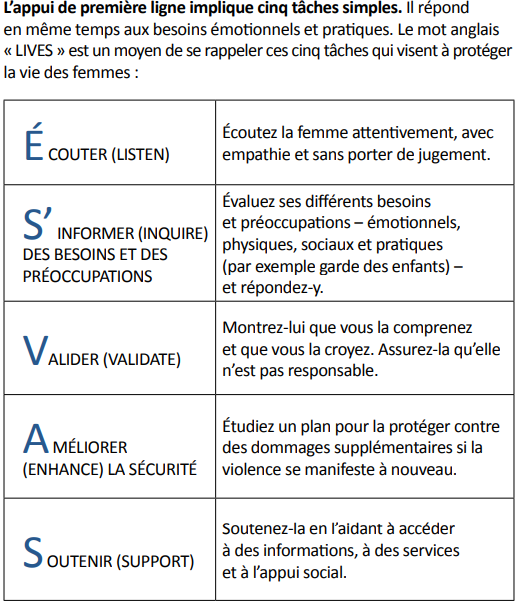 L’appui de première ligne implique cinq tâches simples. Il répond
en même temps aux besoins émotionnels et pratiques. Le mot anglais
« LIVES » est un moyen de se rappeler ces cinq tâches qui visent à protéger
la vie des femmes :
ÉCOUTER (LISTEN)
Écoutez la femme attentivement, avec
empathie et sans porter de jugement.
S’INFORMER (INQUIRE)
DES BESOINS ET DES
PRÉOCCUPATIONS
Évaluez ses différents besoins
et préoccupations – émotionnels,
physiques, sociaux et pratiques
(par exemple garde des enfants) –
et répondez-y.
VALIDER (VALIDATE)
Montrez-lui que vous la comprenez
et que vous la croyez. Assurez-la qu’elle
n’est pas responsable.
AMÉLIORER
(ENHANCE) LA SÉCURITÉ
Étudiez un plan pour la protéger contre
des dommages supplémentaires si la
violence se manifeste à nouveau.
SOUTENIR (SUPPORT)
Soutenez-la en l’aidant à accéder
à des informations, à des services
et à l’appui social.